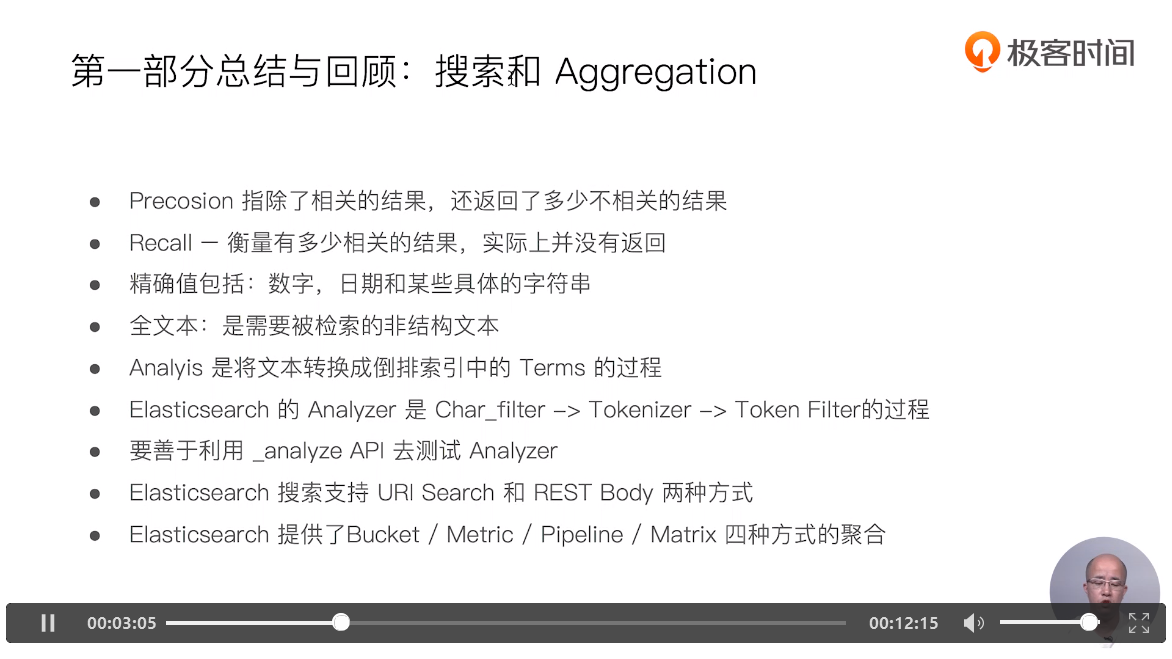 极客时间
第一部分总结与回顾：搜索和 Aggregation
Precosion 指除了相关的结果，还返回了多少不相关的结果
Recall — 衡量有多少相关的结果，实际上并没有返回
精确值包括：数字，日期和某些具体的字符串
全文本：是需要被检索的非结构文本
Analyis 是将文本转换成倒排索引中的 Terms 的过程
Elasticsearch 的 Analyzer 是 Char_filter -> Tokenizer -> Token Filter的过程
要善于利用 _analyze API 去测试 Analyzer
Elasticsearch 搜索支持 URI Search 和 REST Body 两种方式
Elasticsearch 提供了Bucket / Metric / Pipeline / Matrix 四种方式的聚合
00:03:05
00:12:15